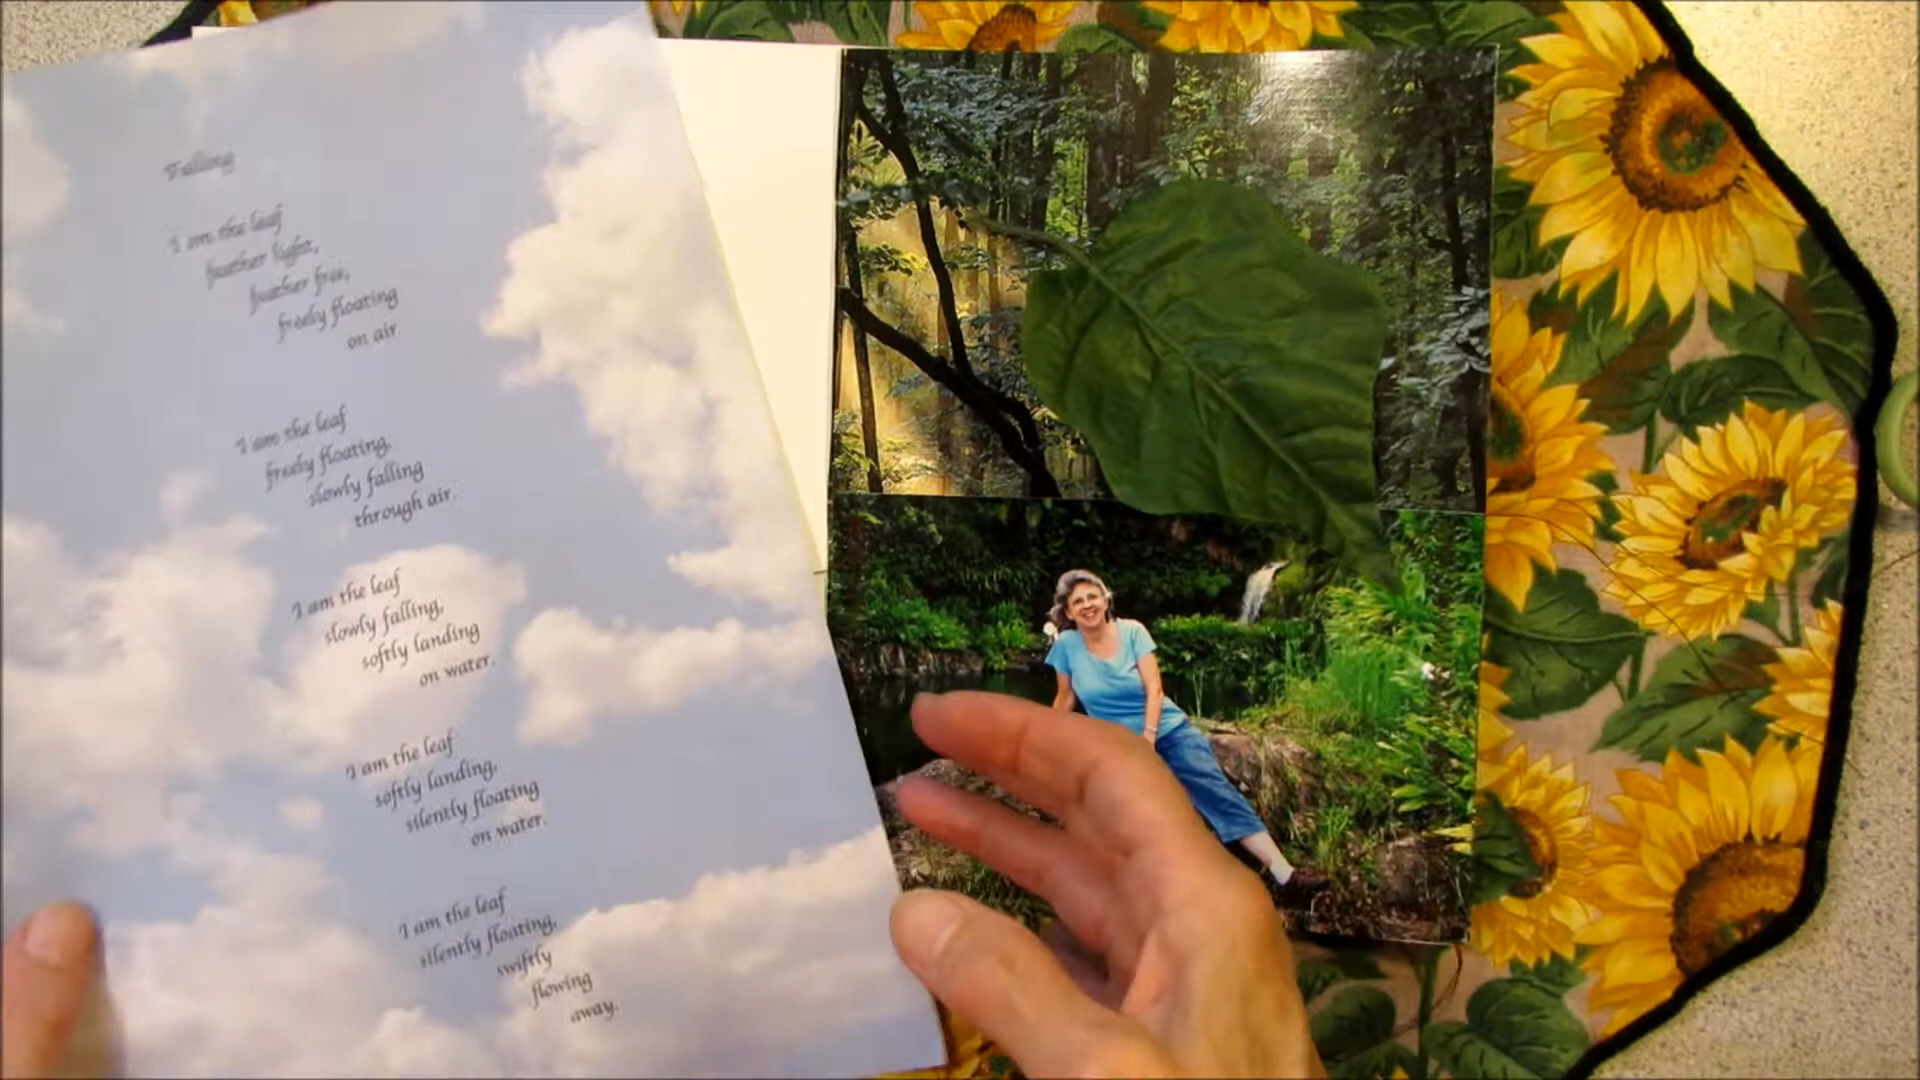 Falling
I am the leaf
feather light,
feather free,
freely floating
on air
I am the leaf
freely floating,
slowly falling
through air.
I am the leaf
slowly falling,
softly landing
on water.
I am the leaf
softly landing,
silently floating
on water.
I am the leaf
silently floating,
swiftly
flowing
away.